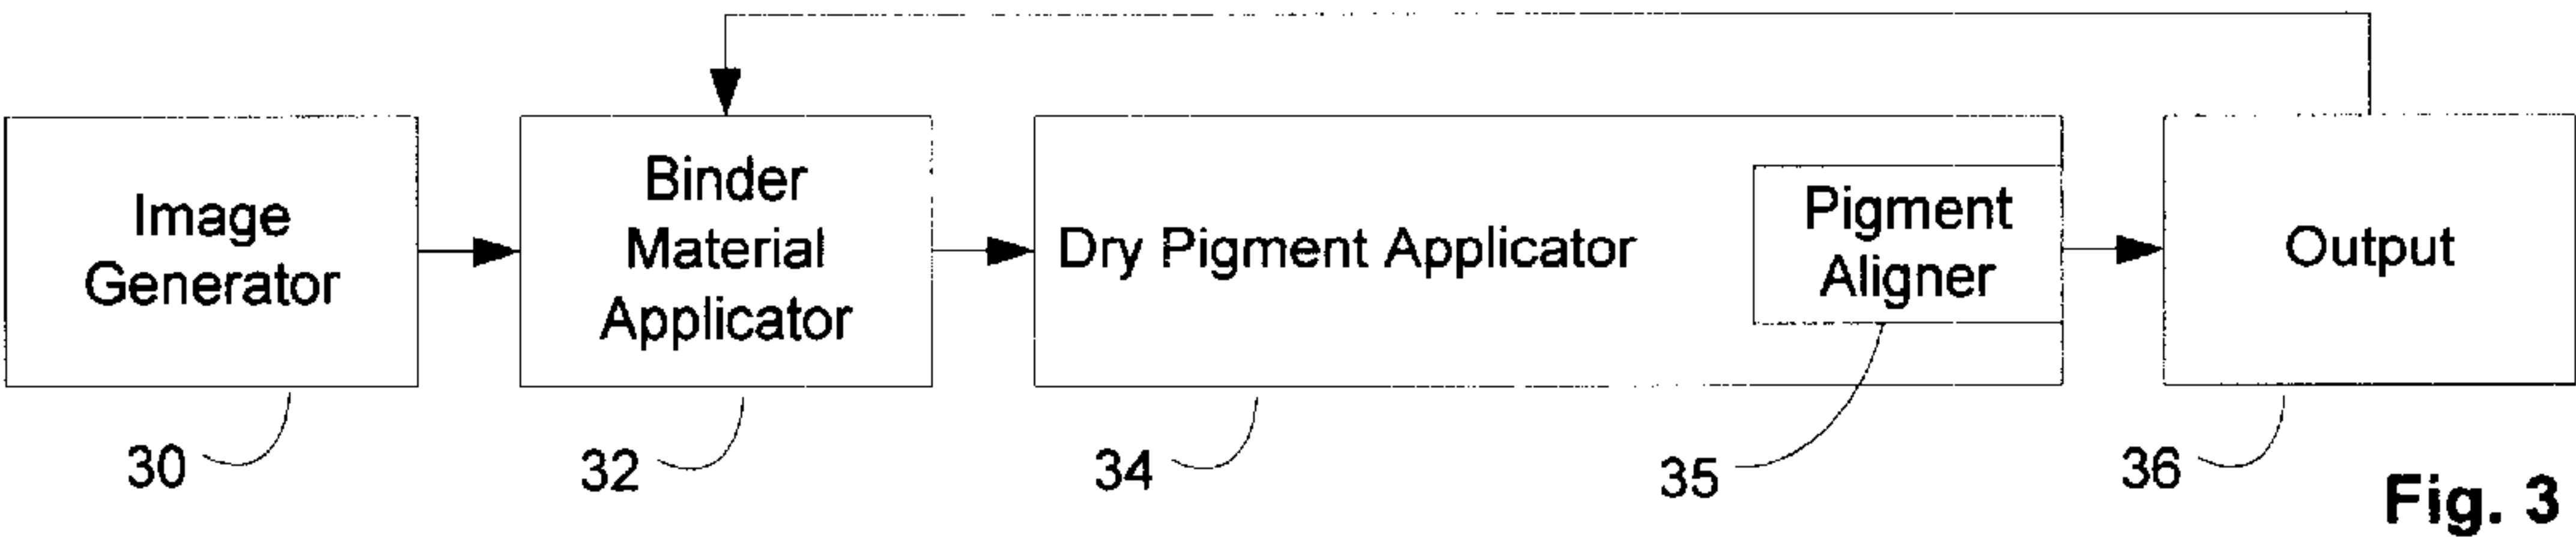 Image
Generator
Binder
Material
Applicator
Dry Pigment Applicator
Pigment
Aligner
Output
30
32
34
35
36
Fig. 3